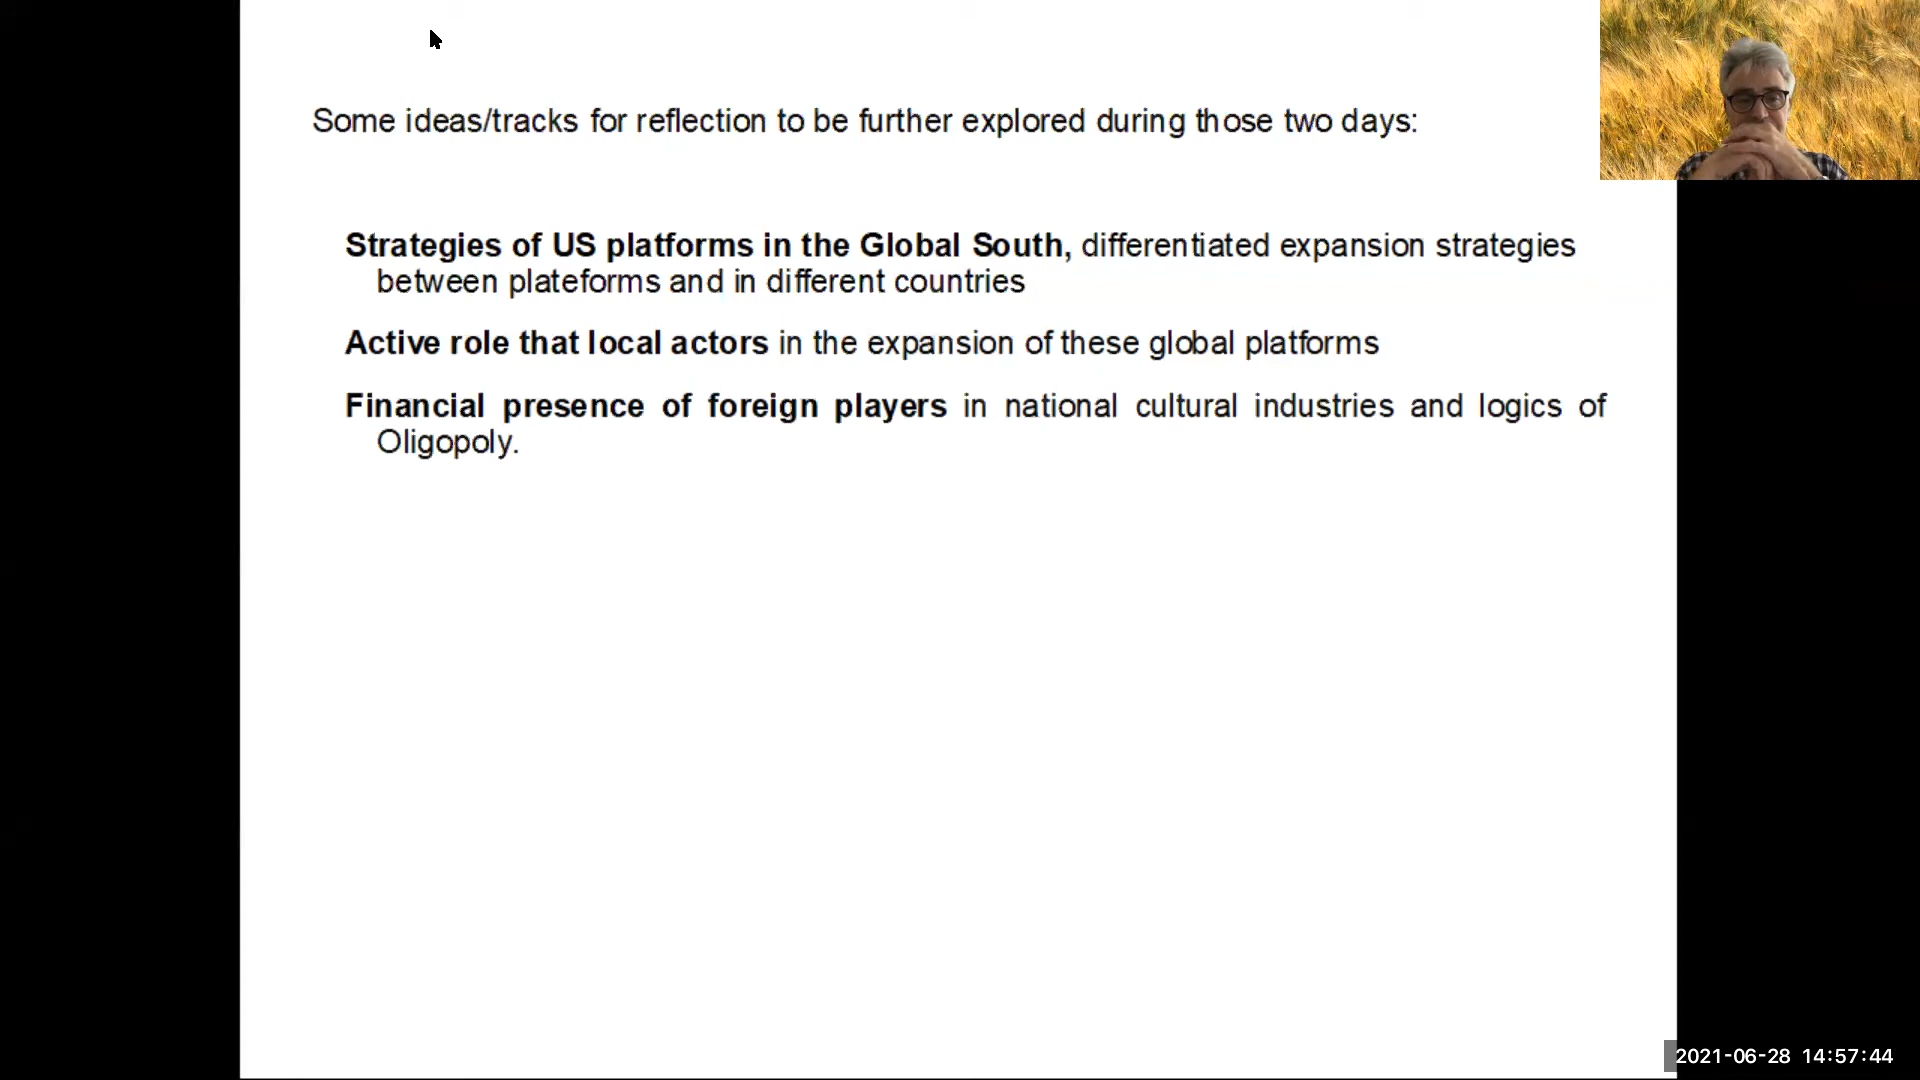 Some ideas/tracks for reflection to be further explored during those two days:
Strategies of US platforms in the Global South, differentiated expansion strategies
between plateforms and in different countries
Active role that local actors in the expansion of these global platforms
Financial presence of foreign players in national cultural industries and logics of
Oligopoly.
2021-06-28 14:57:44